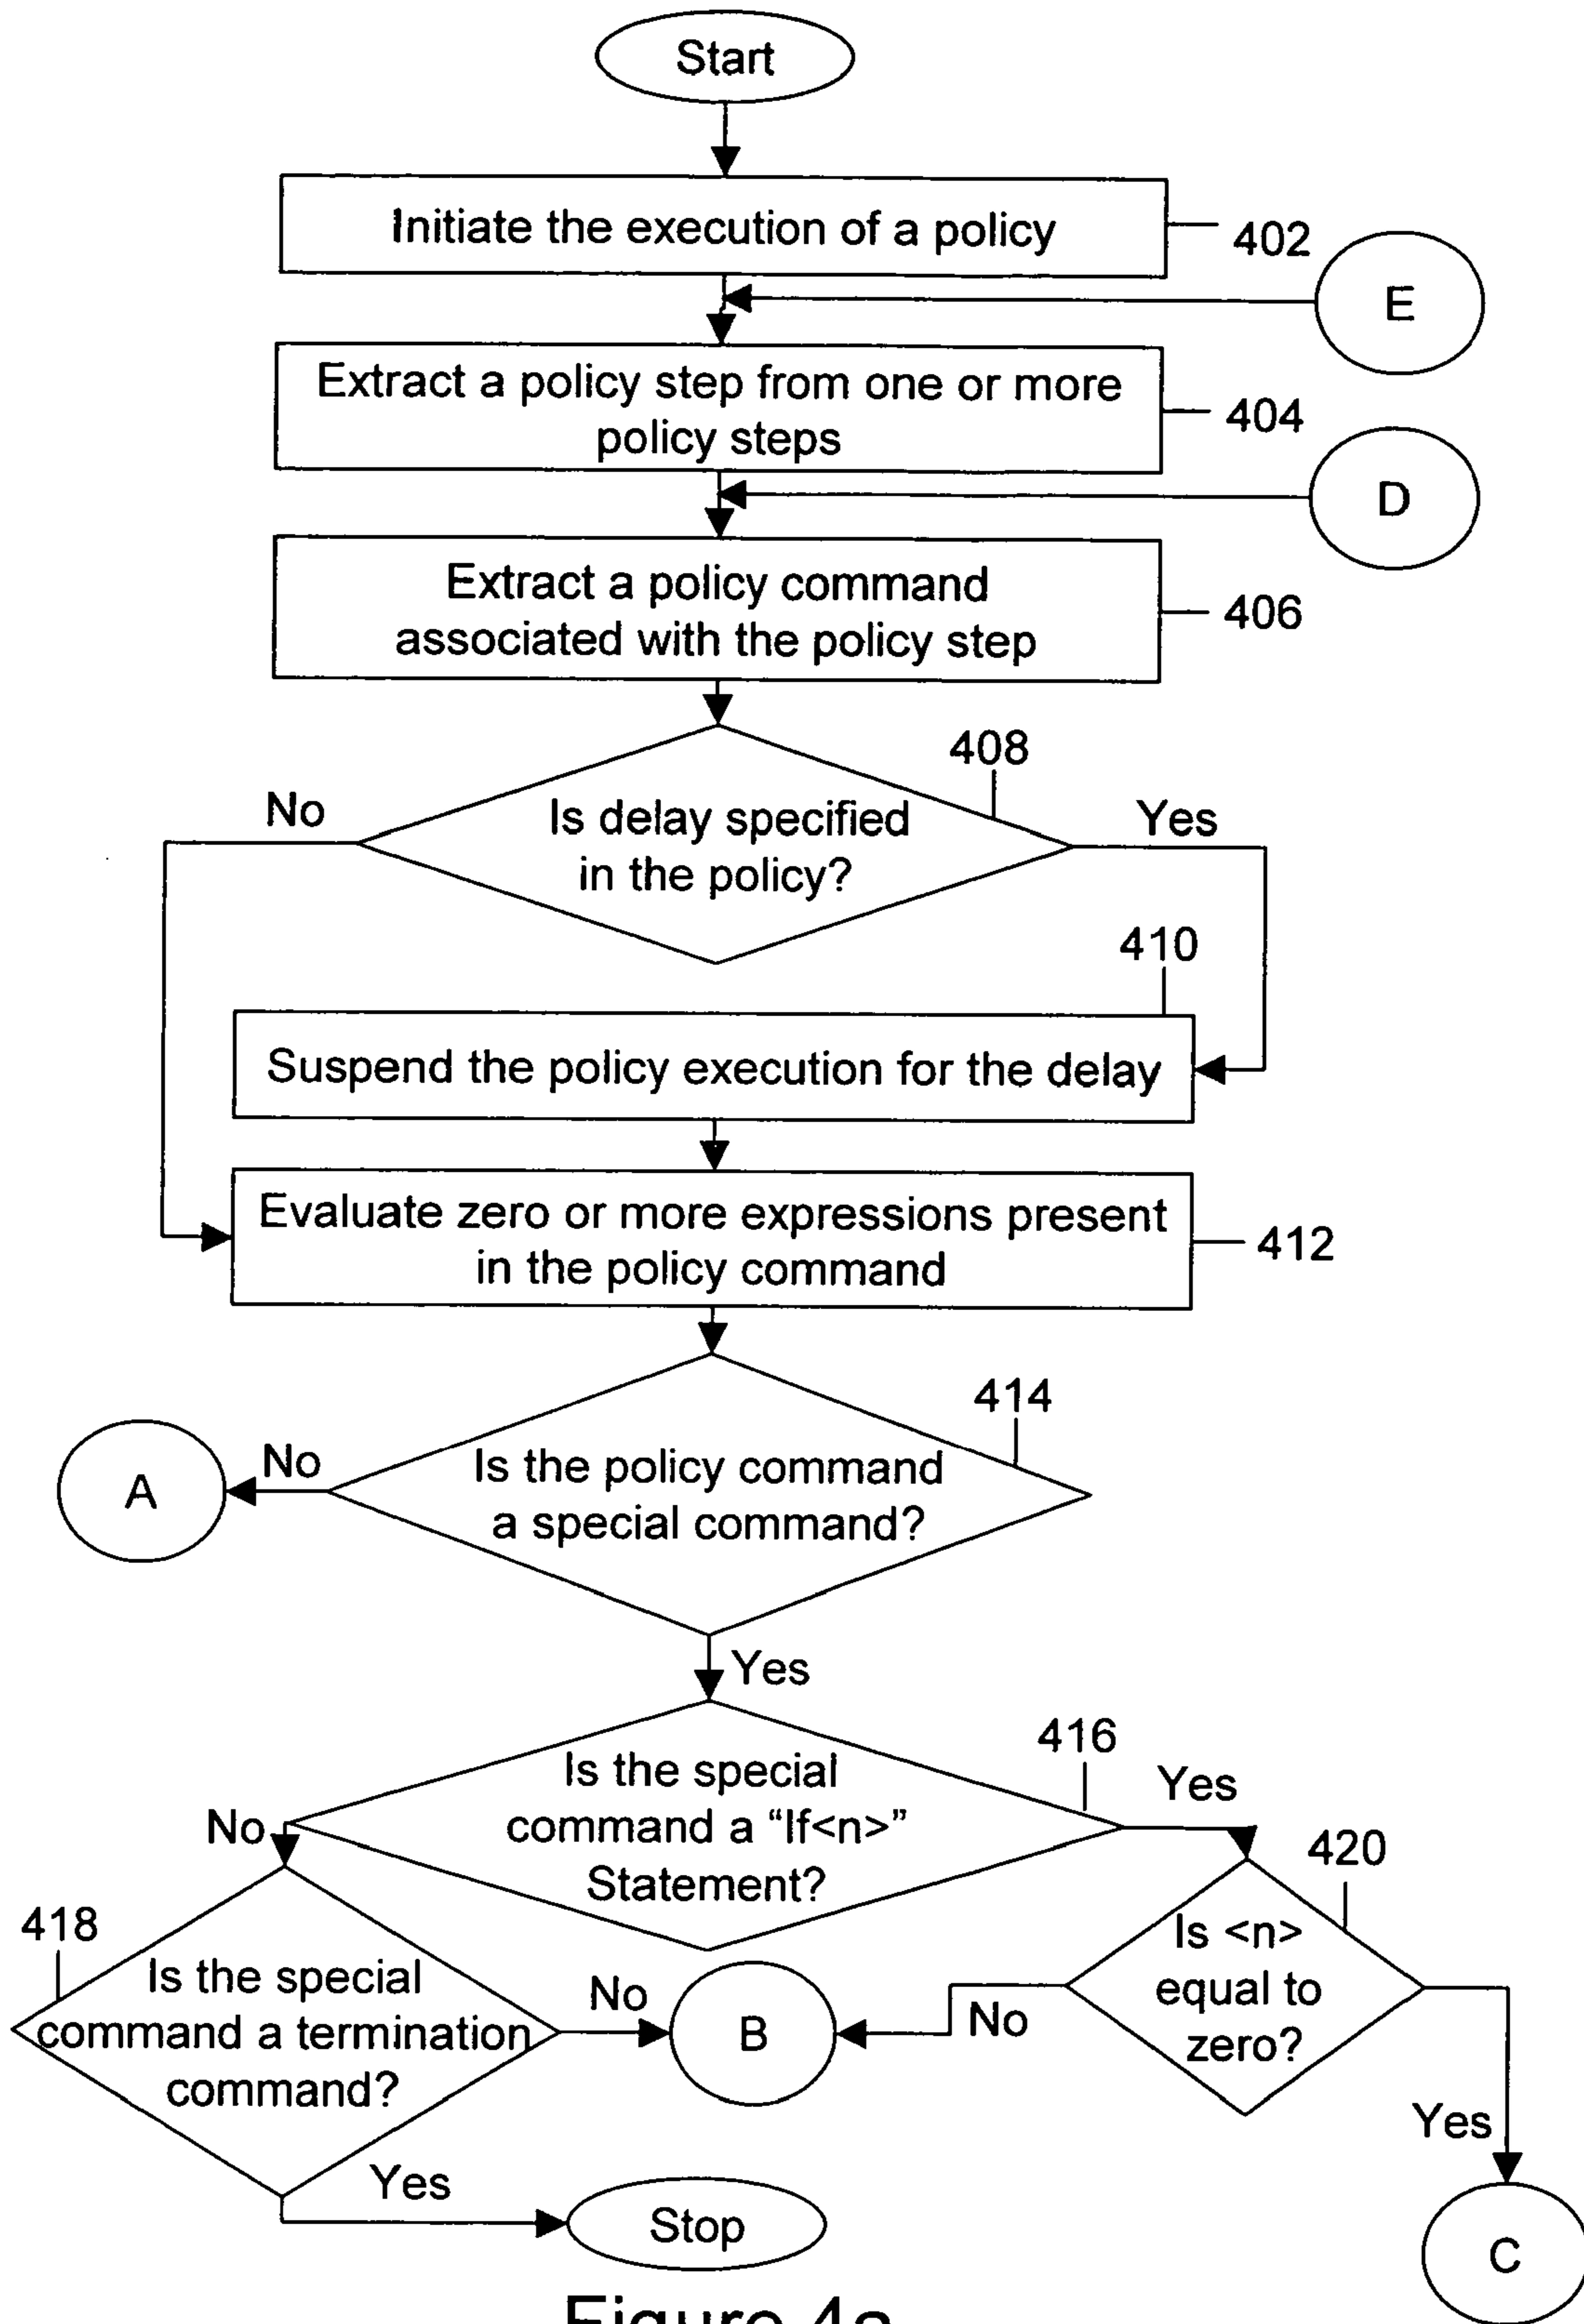 Start
Initiate the execution of a policy
402
E
Extract a policy step from one or more
policy steps
404
D
Extract a policy command
associated with the policy step
406
408
No
Is delay specified
in the policy?
Yes
410
Suspend the policy execution for the delay
Evaluate zero or more expressions present
in the policy command
412
414
A
No
Is the policy command
a special command?
Yes
416
Is the special
command a “If<n>”
Statement?
Yes
No
420
418
Is the special
command a termination
command?
No
B
No
Is <n>
equal to
zero?
Yes
Yes
Stop
C
Figure 4a